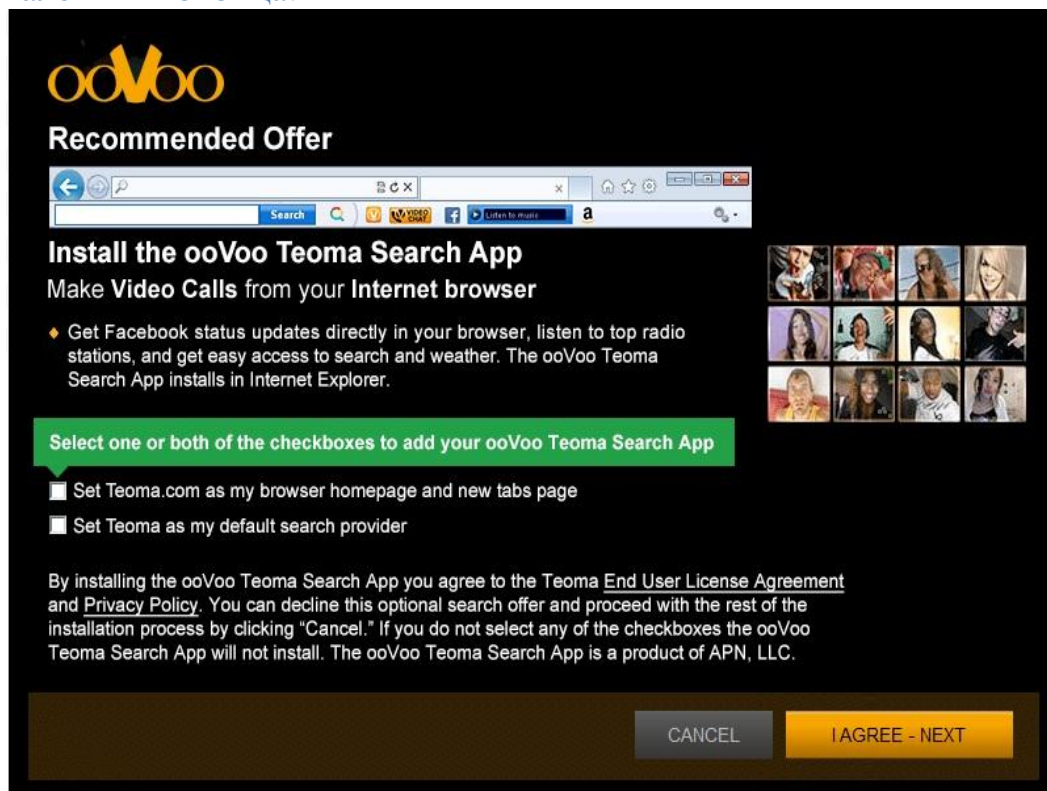 ooVoo
Recommended Offer
Search
VIDEO CHAT
Listen to music
a
Install the ooVoo Teoma Search App
Make Video Calls from your Internet browser
Get Facebook status updates directly in your browser, listen to top radio
stations, and get easy access to search and weather. The ooVoo Teoma
Search App installs in Internet Explorer.
Select one or both of the checkboxes to add your ooVoo Teoma Search App
Set Teoma.com as my browser homepage and new tabs page
Set Teoma as my default search provider
By installing the ooVoo Teoma Search App you agree to the Teoma End User License Agreement
and Privacy Policy. You can decline this optional search offer and proceed with the rest of the
installation process by clicking “Cancel.” If you do not select any of the checkboxes the ooVoo
Teoma Search App will not install. The ooVoo Teoma Search App is a product of APN, LLC.
CANCEL
I AGREE - NEXT